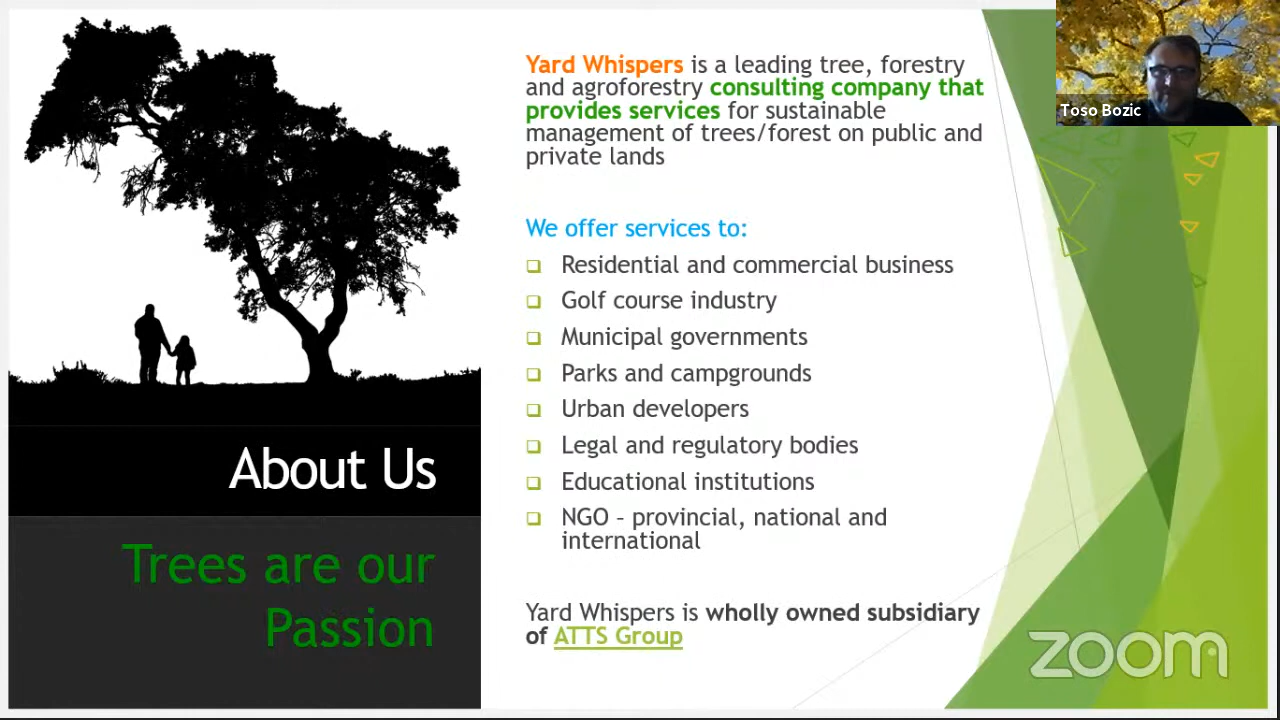 Yard Whispers is a leading tree, forestry
and agroforestry consulting company that
provides services for sustainable
management of trees/forest on public and
private lands
We offer services to:
Residential and commercial business
Golf course industry
Municipal governments
Parks and campgrounds
Urban developers
Legal and regulatory bodies
Educational institutions
NGO – provincial, national and
international
Yard Whispers is wholly owned subsidiary
of ATTS Group
About Us
Trees are our
Passion
Toso Bozic
zoom